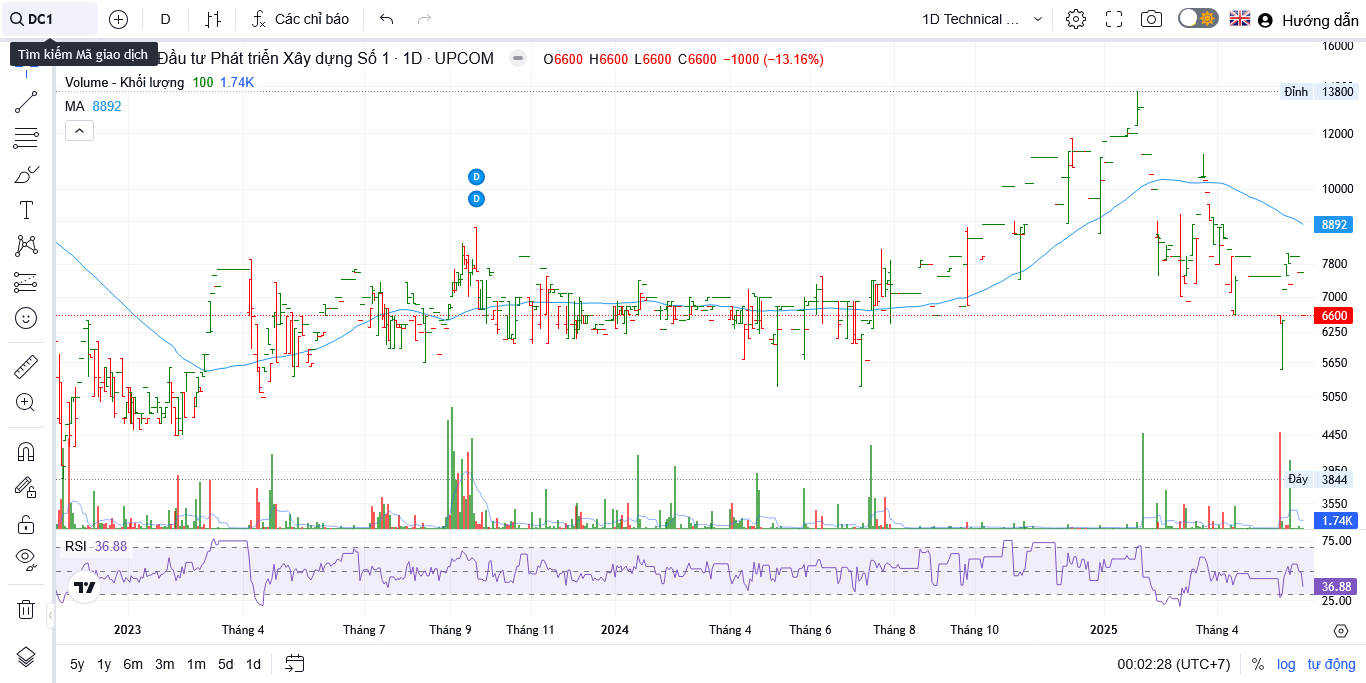 DC1
D
Các chỉ báo
1D Technical ...
Hướng dẫn
Tìm kiếm Mã giao dịch
Đầu tư Phát triển Xây dựng Số 1 · 1D · UPCOM
O6600 H6600 L6600 C6600 −1000 (−13.16%)
Volume - Khối lượng 100 1.74K
MA 8892
D
D
16000
Đỉnh 13800
12000
10000
8892
7800
7000
6600
6250
5650
5050
4450
3950
Đáy 3844
3550
1.74K
RSI 36.88
75.00
36.88
25.00
2023 Tháng 4 Tháng 7 Tháng 9 Tháng 11 2024 Tháng 4 Tháng 6 Tháng 8 Tháng 10 2025 Tháng 4
5y 1y 6m 3m 1m 5d 1d
00:02:28 (UTC+7) % log tự động